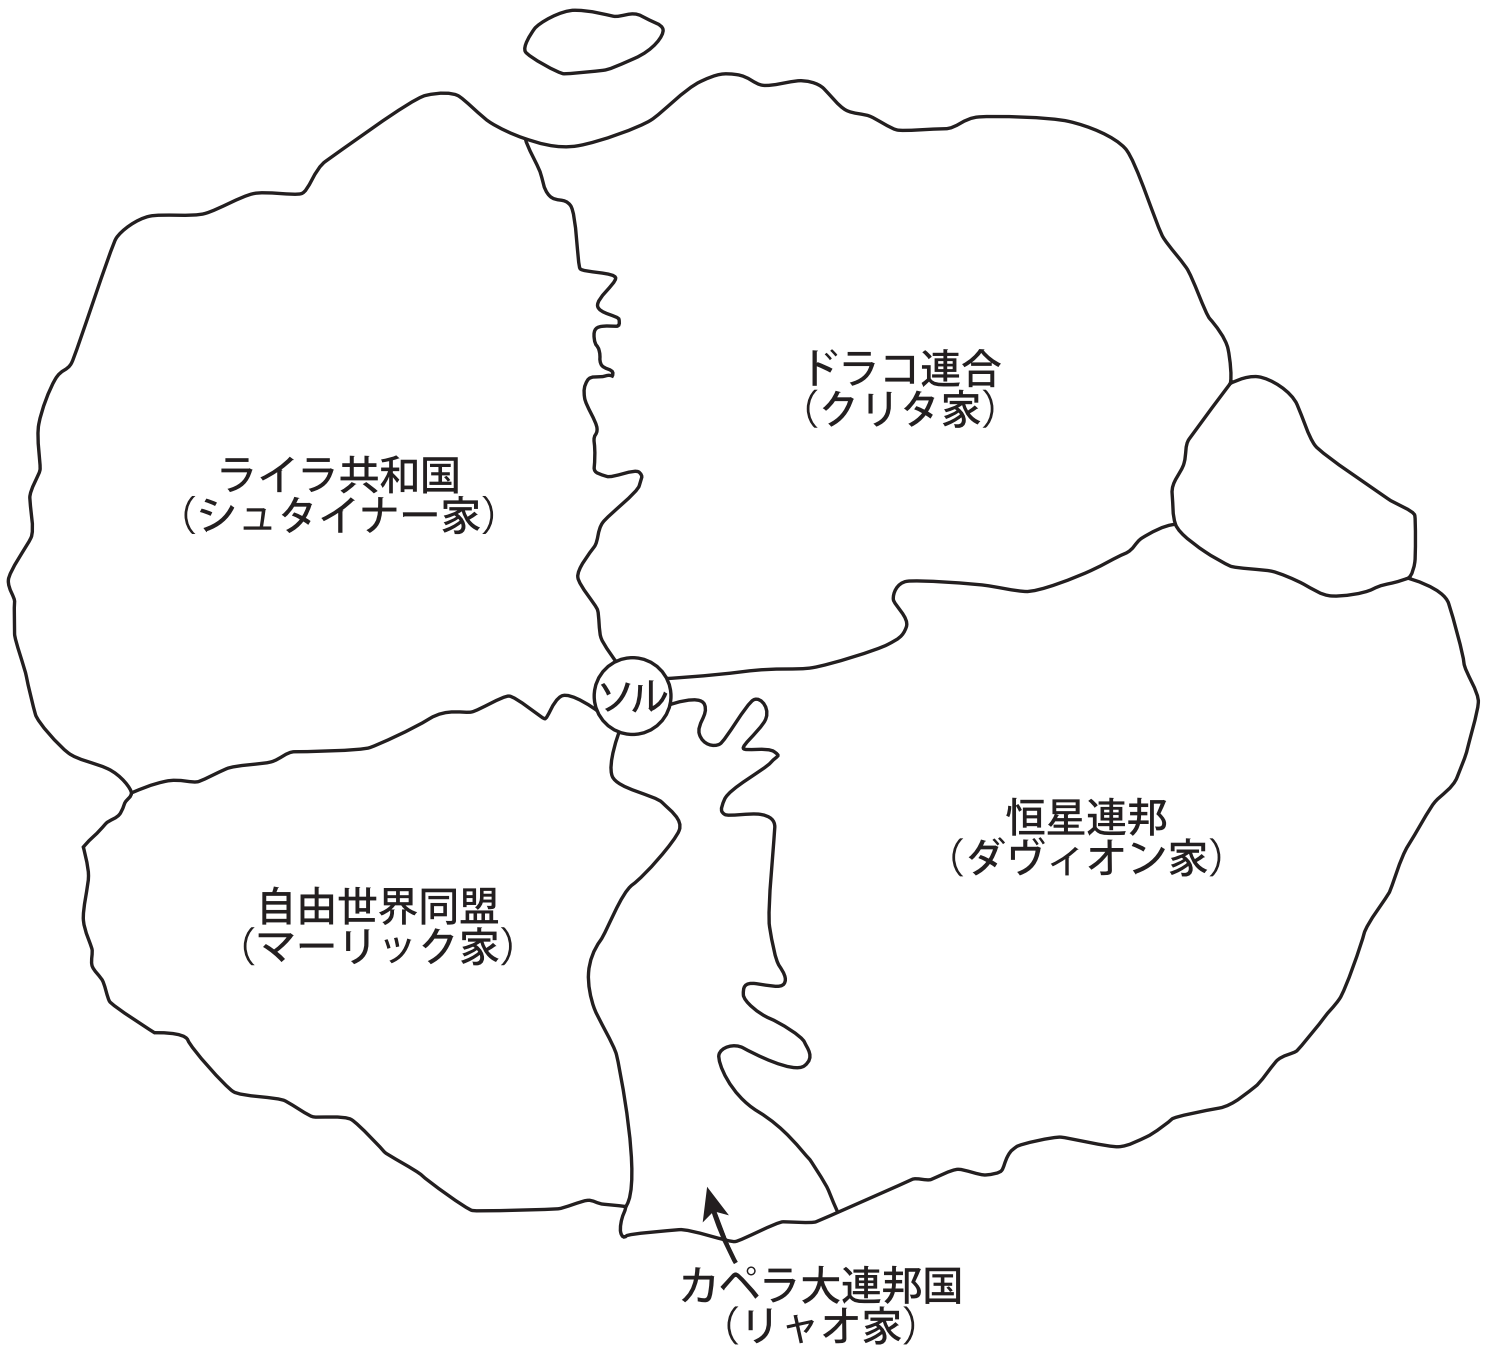 ドラコ連合
（クリタ家）
ライラ共和国
（シュタイナー家）
ソル
恒星連邦
（ダヴィオン家）
自由世界同盟
（マーリック家）
カペラ大連邦国
（リャオ家）